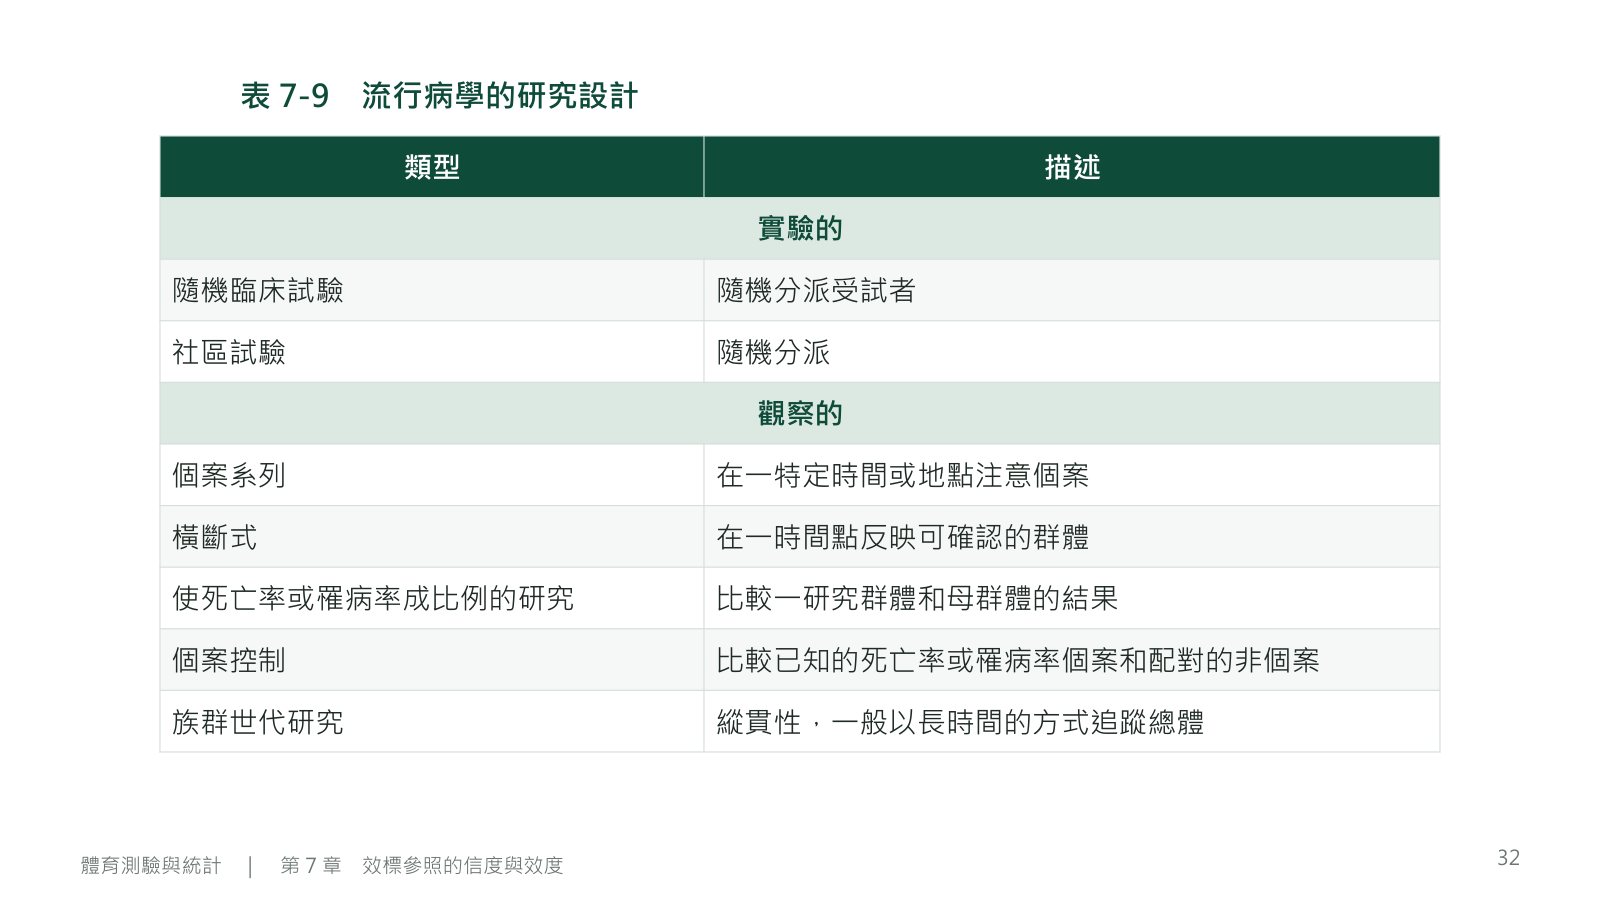 表 7-9　流行病學的研究設計
類型　描述
實驗的
隨機臨床試驗　隨機分派受試者
社區試驗　隨機分派
觀察的
個案系列　在一特定時間或地點注意個案
橫斷式　在一時間點反映可確認的群體
使死亡率或罹病率成比例的研究　比較一研究群體和母群體的結果
個案控制　比較已知的死亡率或罹病率個案和配對的非個案
族群世代研究　縱貫性，一般以長時間的方式追蹤總體
體育測驗與統計　|　第 7 章　效標參照的信度與效度
32